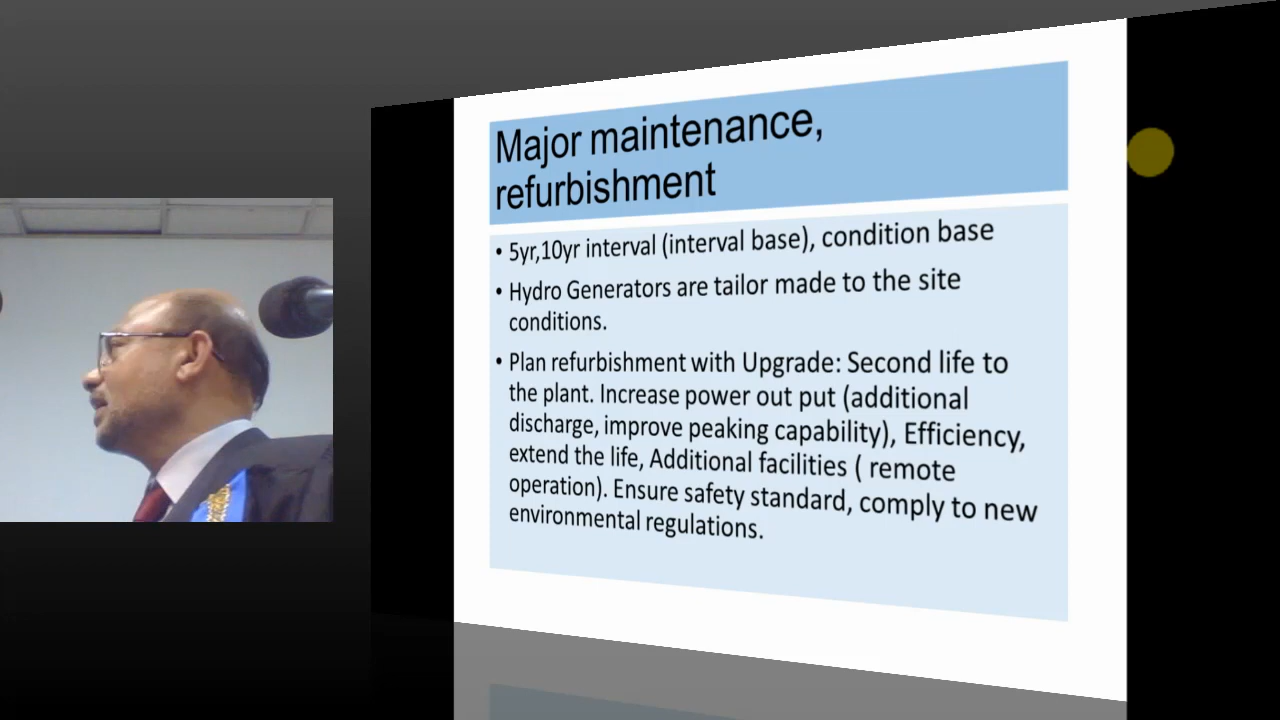 Major maintenance,
refurbishment
• 5yr,10yr interval (interval base), condition base
• Hydro Generators are tailor made to the site
conditions.
• Plan refurbishment with Upgrade: Second life to
the plant. Increase power out put (additional
discharge, improve peaking capability), Efficiency,
extend the life, Additional facilities ( remote
operation). Ensure safety standard, comply to new
environmental regulations.